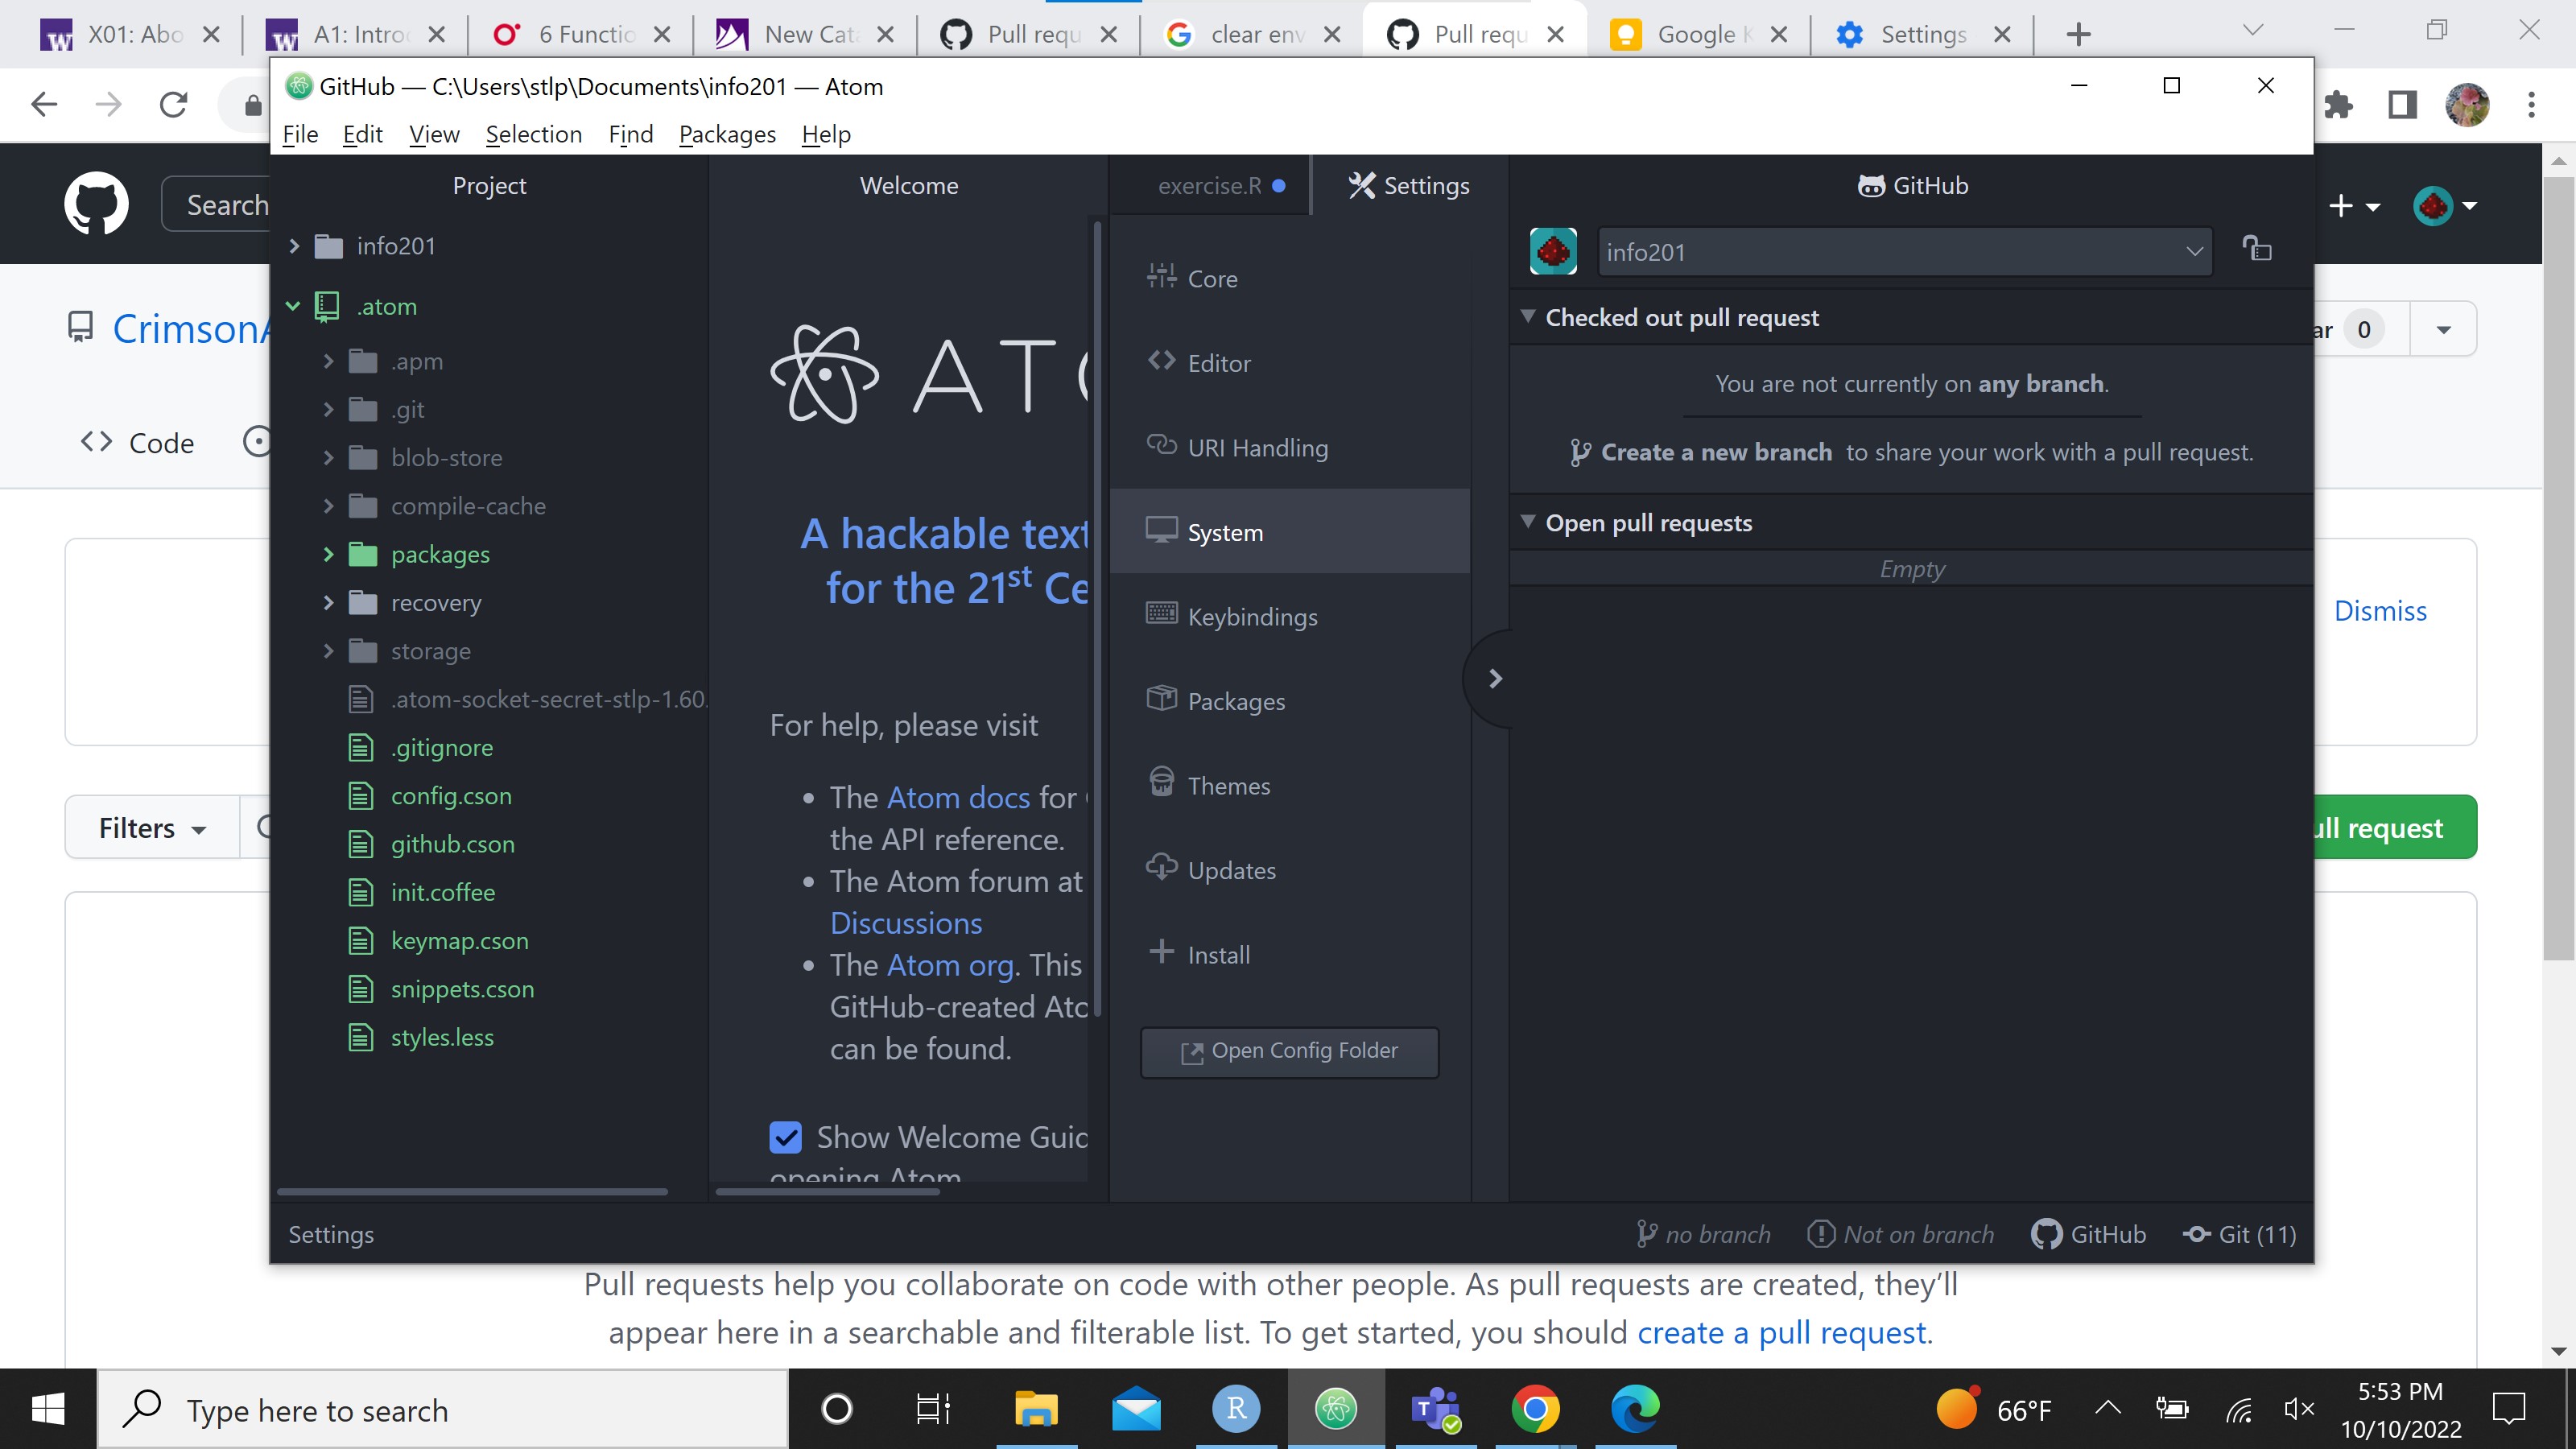 X01: Abo
A1: Intro
6 Functio
New Cat
Pull requ
clear env
Pull requ
Google K
Settings
GitHub — C:\Users\stlp\Documents\info201 — Atom
File Edit View Selection Find Packages Help
Search
CrimsonA
ar 0
Code
Dismiss
Filters
ull request
Project
info201
.atom
.apm
.git
blob-store
compile-cache
packages
recovery
storage
.atom-socket-secret-stlp-1.60.
.gitignore
config.cson
github.cson
init.coffee
keymap.cson
snippets.cson
styles.less
Welcome
A hackable text
for the 21st Ce
For help, please visit
The Atom docs for
the API reference.
The Atom forum at
Discussions
The Atom org. This
GitHub-created Ato
can be found.
Show Welcome Guid
opening Atom
exercise.R
Settings
Core
Editor
URI Handling
System
Keybindings
Packages
Themes
Updates
Install
Open Config Folder
GitHub
info201
Checked out pull request
You are not currently on any branch.
Create a new branch to share your work with a pull request.
Open pull requests
Empty
Settings
no branch
Not on branch
GitHub
Git (11)
Pull requests help you collaborate on code with other people. As pull requests are created, they’ll
appear here in a searchable and filterable list. To get started, you should create a pull request.
Type here to search
66°F
5:53 PM
10/10/2022